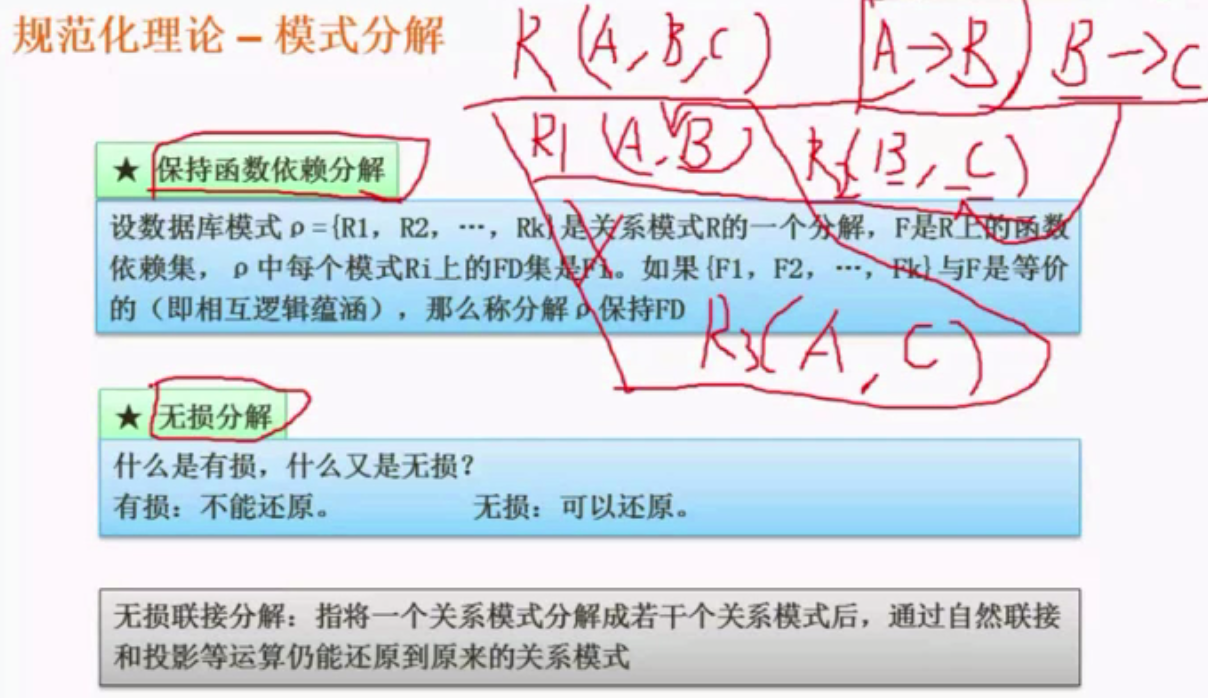 规范化理论 – 模式分解
R(A,B,C) A→B B→C
R1(A,B) R2(B,C)
★ 保持函数依赖分解
设数据库模式ρ={R1, R2, …, Rk}是关系模式R的一个分解, F是R上的函数
依赖集, ρ中每个模式Ri上的FD集是Fi。如果{F1, F2, …, Fk}与F是等价
的(即相互逻辑蕴涵), 那么称分解ρ保持FD
R3(A,C)
★ 无损分解
什么是有损, 什么又是无损?
有损: 不能还原。 无损: 可以还原。
无损联接分解: 指将一个关系模式分解成若干个关系模式后, 通过自然联接
和投影等运算仍能还原到原来的关系模式